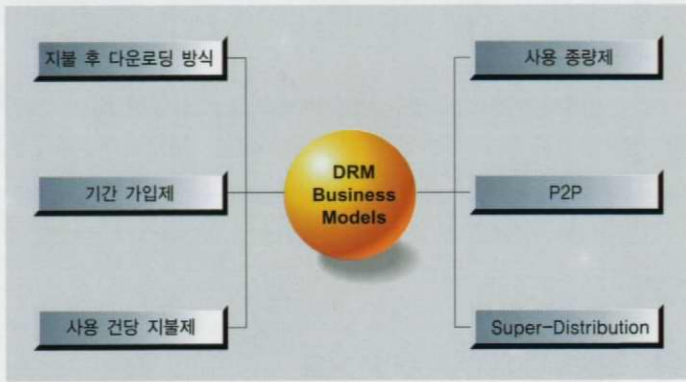 지불 후 다운로딩 방식
기간 가입제
사용 건당 지불제
DRM
Business
Models
사용 종량제
P2P
Super-Distribution